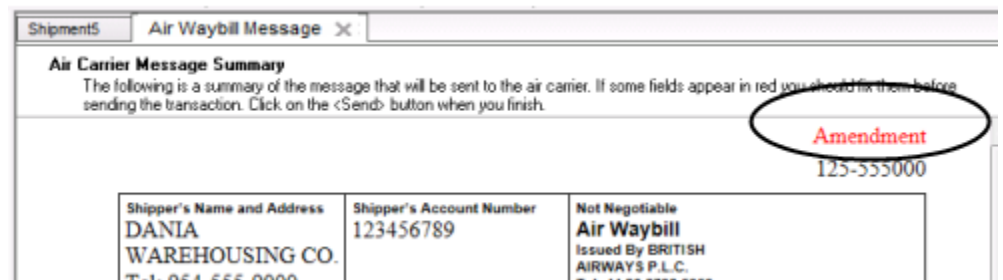 Shipment5
Air Waybill Message
Air Carrier Message Summary
The following is a summary of the message that will be sent to the air carrier. If some fields appear in red you should fix them before
sending the transaction. Click on the <Send> button when you finish.
Amendment
125-555000
Shipper's Name and Address
DANIA
WAREHOUSING CO.
Shipper's Account Number
123456789
Not Negotiable
Air Waybill
Issued By BRITISH
AIRWAYS P.L.C.